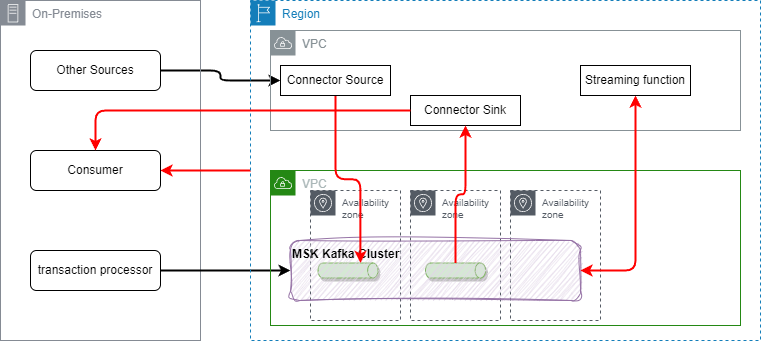 On-Premises
Region
VPC
Other Sources
Connector Source
Streaming function
Connector Sink
Consumer
VPC
Availability
zone
Availability
zone
Availability
zone
MSK Kafka Cluster
transaction processor